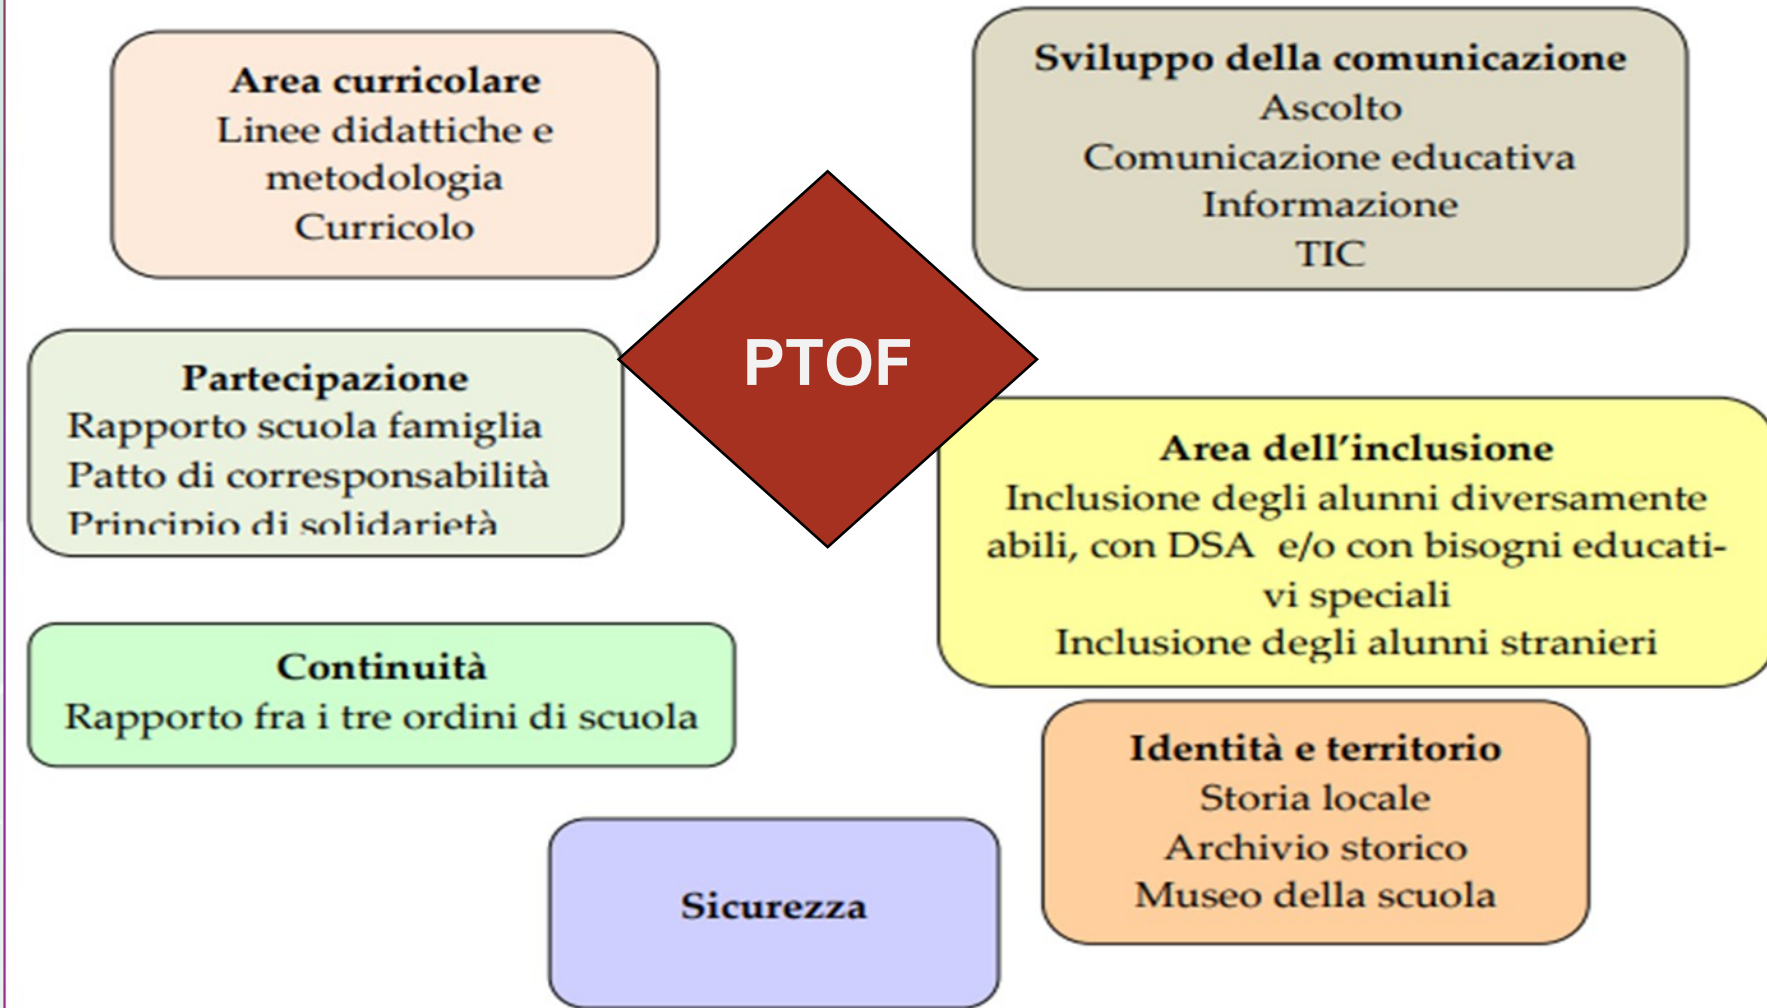 Area curricolare
Linee didattiche e
metodologia
Curricolo
Sviluppo della comunicazione
Ascolto
Comunicazione educativa
Informazione
TIC
PTOF
Partecipazione
Rapporto scuola famiglia
Patto di corresponsabilità
Principio di solidarietà
Area dell’inclusione
Inclusione degli alunni diversamente
abili, con DSA e/o con bisogni educati-
vi speciali
Inclusione degli alunni stranieri
Continuità
Rapporto fra i tre ordini di scuola
Identità e territorio
Storia locale
Archivio storico
Museo della scuola
Sicurezza